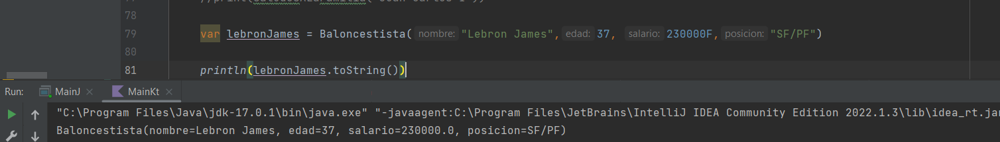 78
79 var lebronJames = Baloncestista( nombre: "Lebron James", edad: 37, salario: 230000F, posicion: "SF/PF")
80
81 println(lebronJames.toString())
Run: MainJ × MainKt ×
"C:\Program Files\Java\jdk-17.0.1\bin\java.exe" "-javaagent:C:\Program Files\JetBrains\IntelliJ IDEA Community Edition 2022.1.3\lib\idea_rt.jar
Baloncestista(nombre=Lebron James, edad=37, salario=230000.0, posicion=SF/PF)